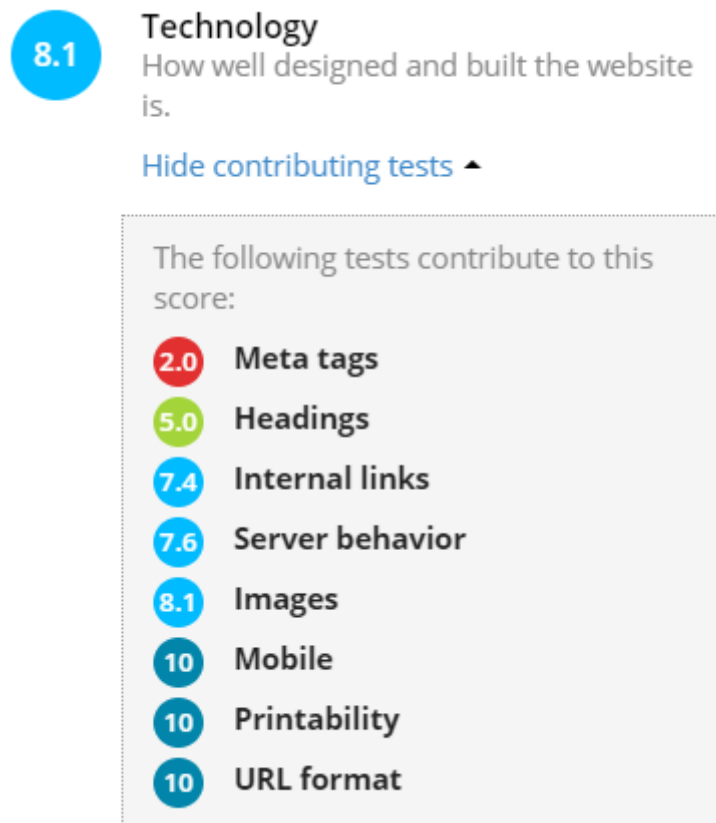 8.1 Technology
How well designed and built the website
is.
Hide contributing tests
The following tests contribute to this
score:
2.0 Meta tags
5.0 Headings
7.4 Internal links
7.6 Server behavior
8.1 Images
10 Mobile
10 Printability
10 URL format